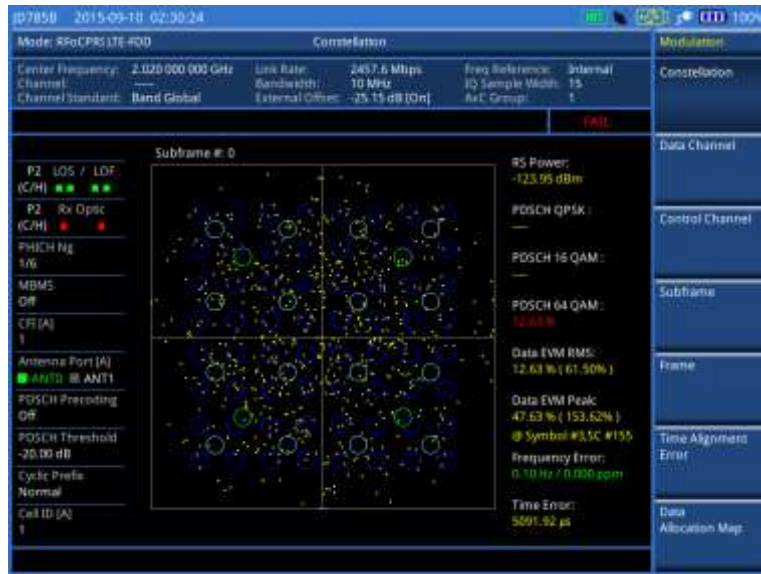 JD785B 2015-09-10 02:30:24
100%
Mode: RFoCPRI LTE-FDD Constellation
Center Frequency: 2.020 000 000 GHz Link Rate: 2457.6 Mbps Freq Reference: Internal
Channel: ---- Bandwidth: 10 MHz IQ Sample Width: 15
Channel Standard: Band Global External Offset: -25.15 dB [On] AxC Group: 1
FAIL
Subframe #: 0
P2 LOS / LOF
(C/H)
P2 Rx Optic
(C/H)
PHICH Ng
1/6
MBMS
Off
CFI [A]
1
Antenna Port [A]
ANT0 ANT1
PDSCH Precoding
Off
PDSCH Threshold
-20.00 dB
Cyclic Prefix
Normal
Cell ID [A]
1
RS Power:
-123.95 dBm
PDSCH QPSK :
----
PDSCH 16 QAM :
----
PDSCH 64 QAM :
12.63 %
Data EVM RMS:
12.63 % ( 61.50% )
Data EVM Peak:
47.63 % ( 153.62% )
@ Symbol #3,SC #155
Frequency Error:
0.10 Hz / 0.000 ppm
Time Error:
5091.92 µs
Modulation
Constellation
Data Channel
Control Channel
Subframe
Frame
Time Alignment
Error
Data
Allocation Map